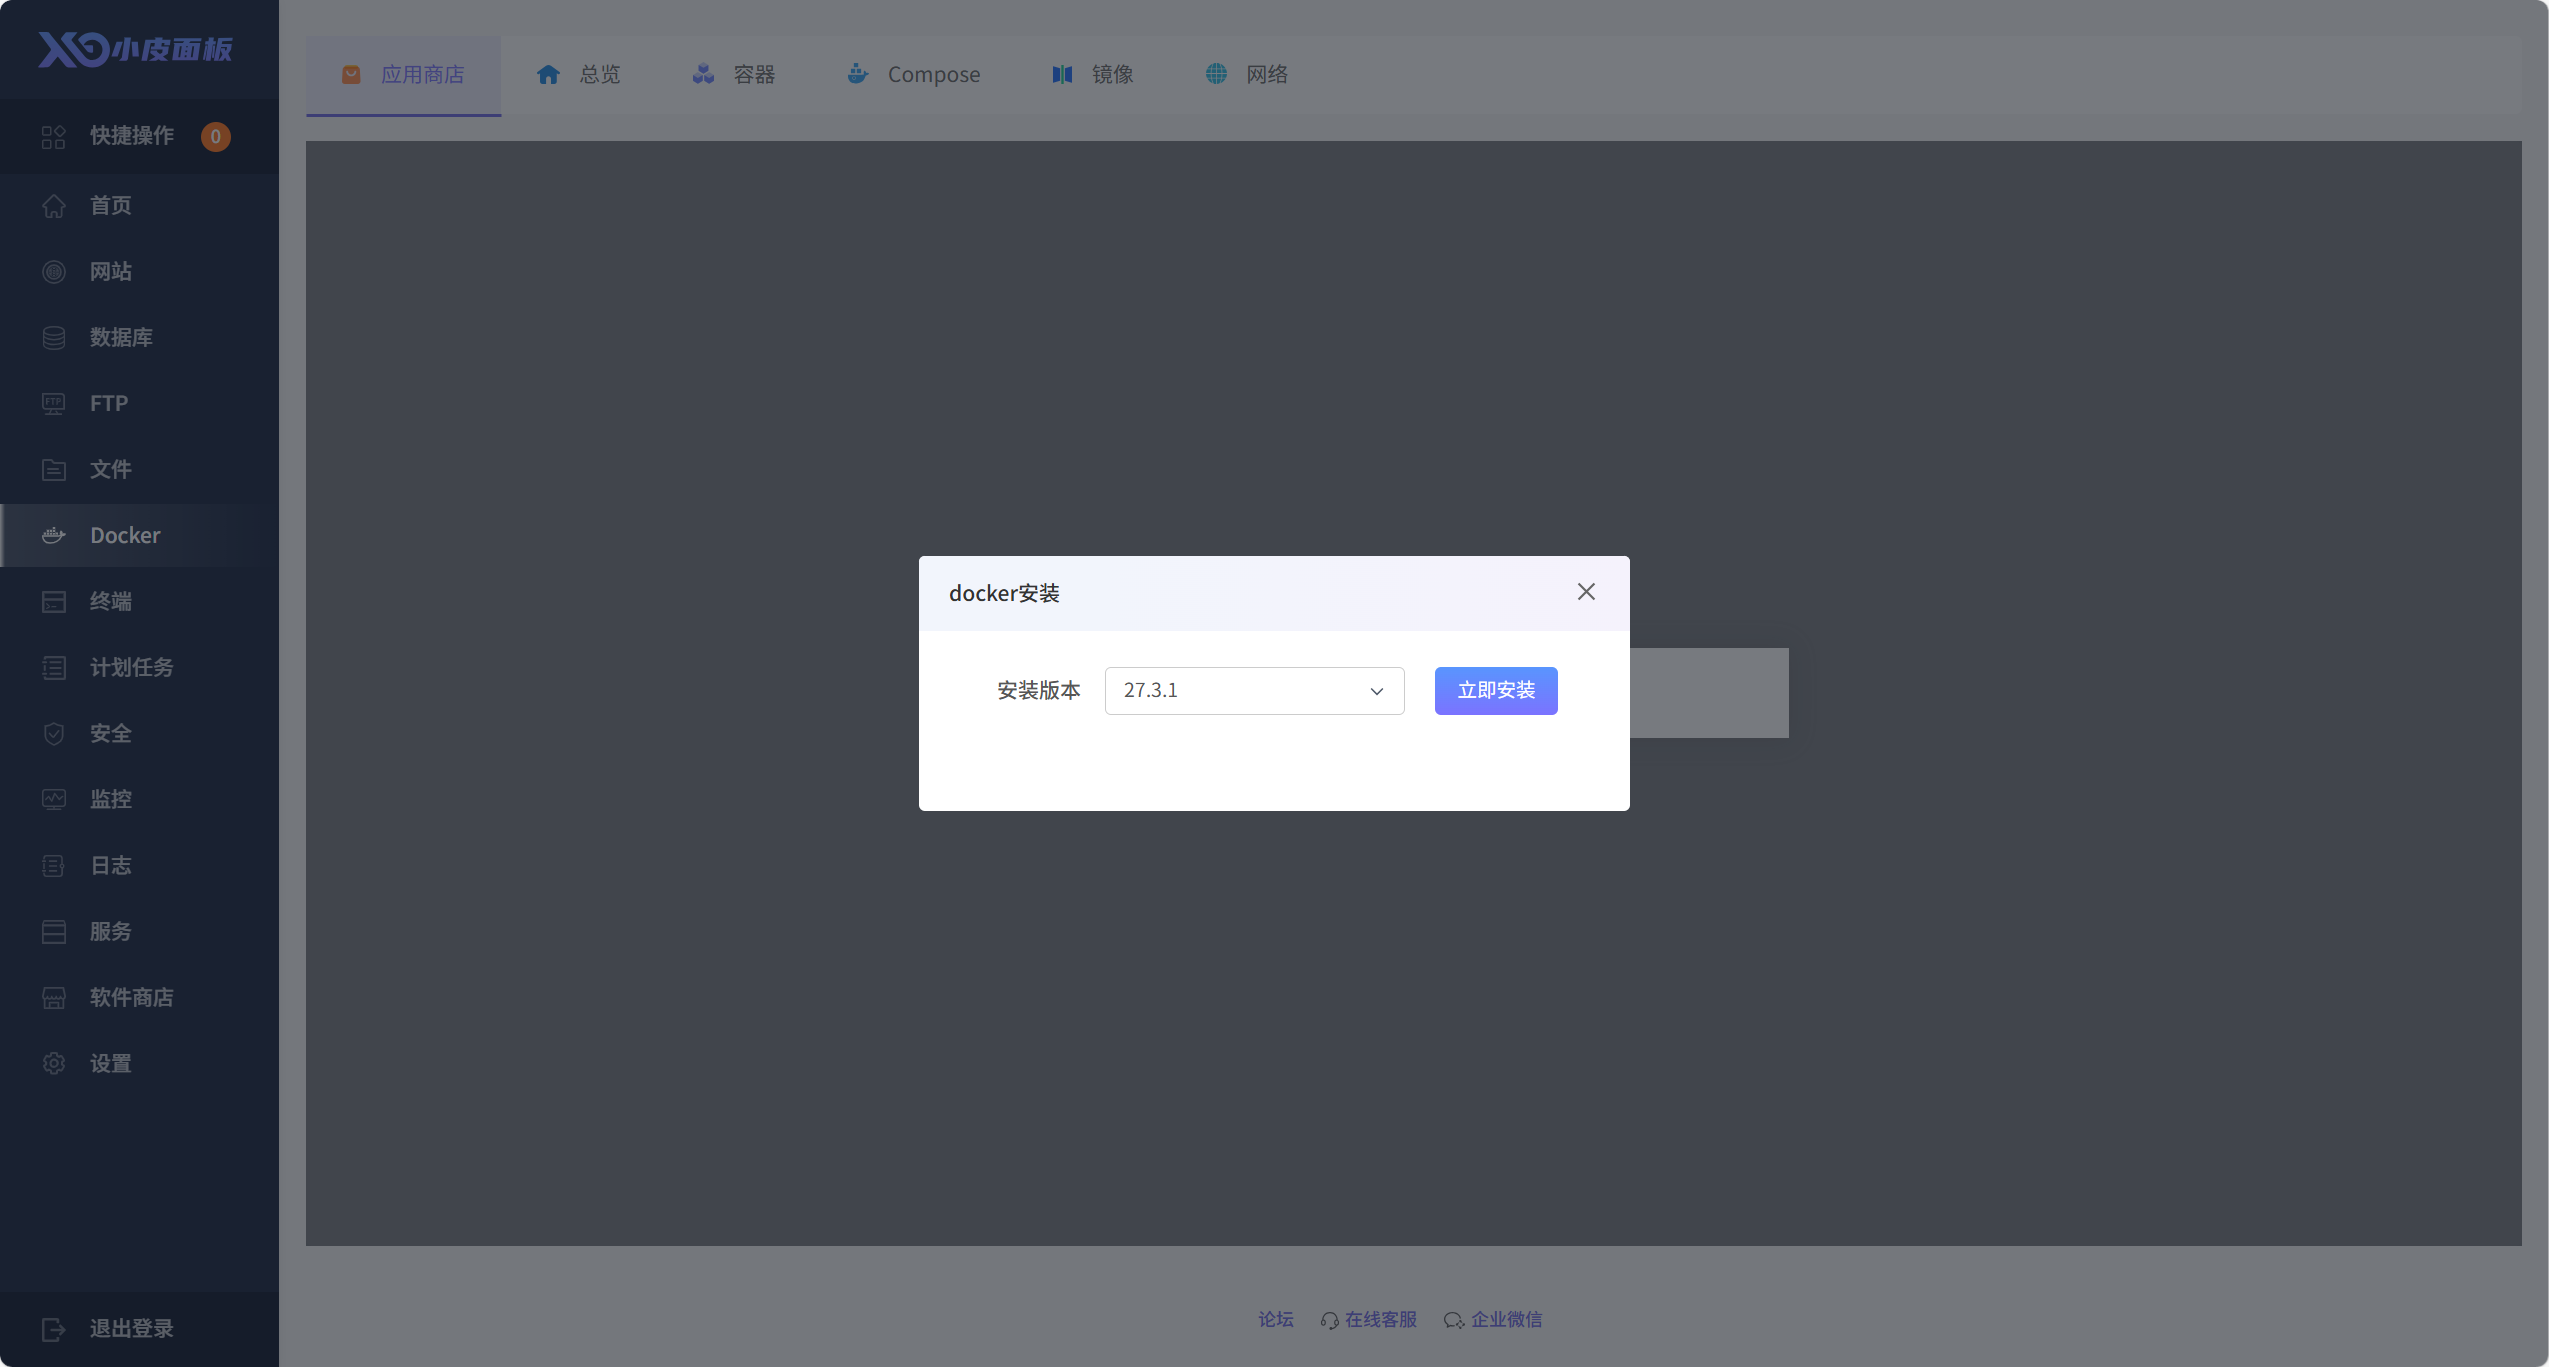 小皮面板
快捷操作 0
首页
网站
数据库
FTP
文件
Docker
终端
计划任务
安全
监控
日志
服务
软件商店
设置
退出登录
应用商店 总览 容器 Compose 镜像 网络
docker安装
安装版本 27.3.1 立即安装
论坛 在线客服 企业微信